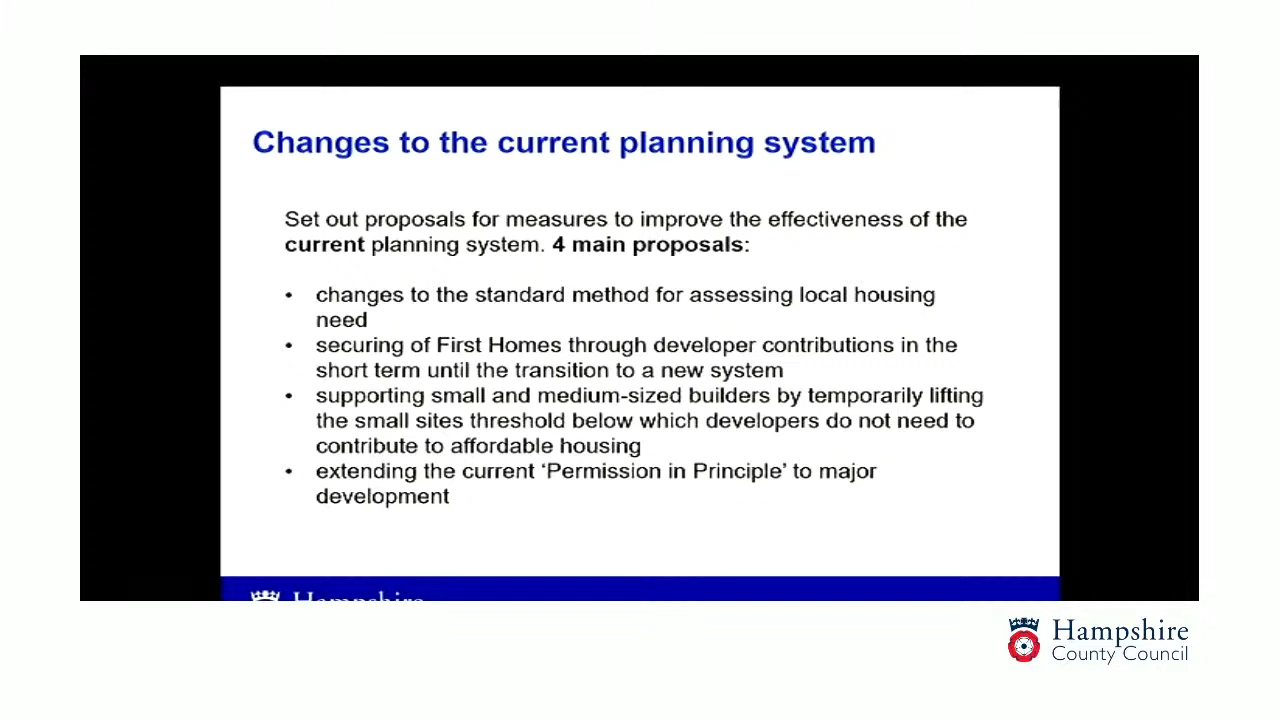 Changes to the current planning system
Set out proposals for measures to improve the effectiveness of the
current planning system. 4 main proposals:
• changes to the standard method for assessing local housing
need
• securing of First Homes through developer contributions in the
short term until the transition to a new system
• supporting small and medium-sized builders by temporarily lifting
the small sites threshold below which developers do not need to
contribute to affordable housing
• extending the current ‘Permission in Principle’ to major
development
Hampshire
Hampshire
County Council